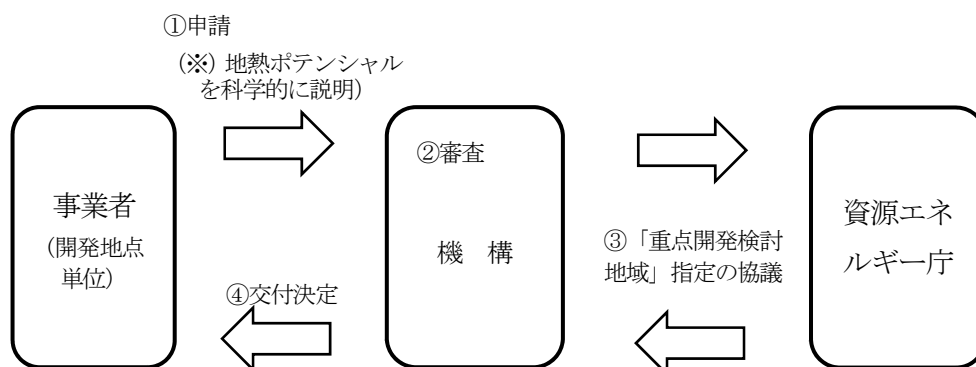 ①申請
(※) 地熱ポテンシャル
を科学的に説明)
事業者
(開発地点
単位)
②審査
機 構
③「重点開発検討
地域」指定の協議
④交付決定
資源エネ
ルギー庁